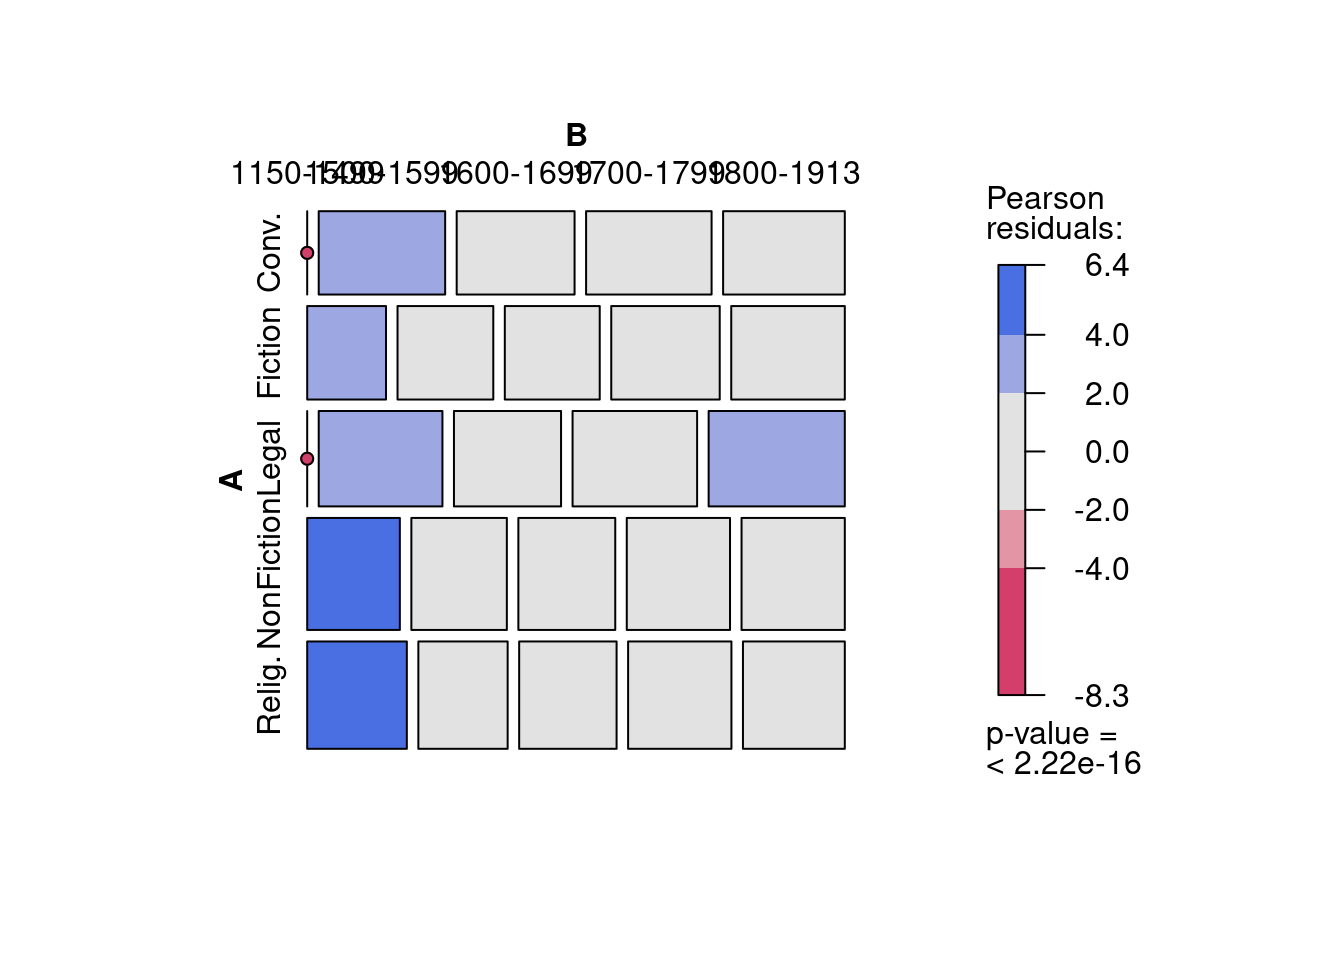 B
1150-1499 1500-1599 1600-1699 1700-1799 1800-1913
A
Conv.
Fiction
Legal
NonFiction
Relig.
Pearson
residuals:
6.4
4.0
2.0
0.0
-2.0
-4.0
-8.3
p-value =
< 2.22e-16